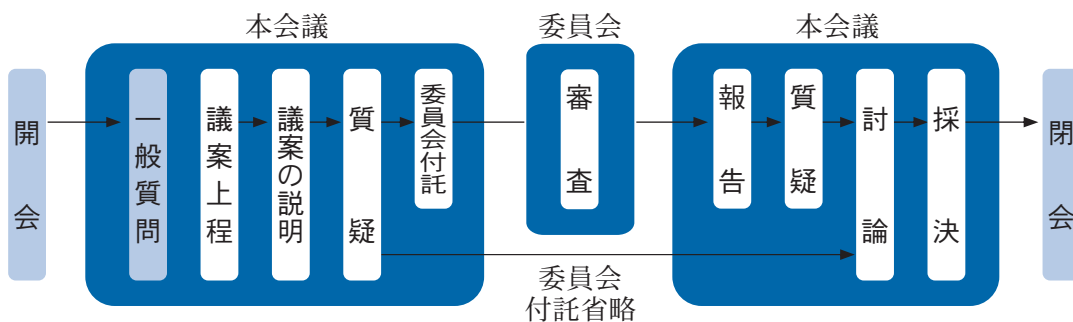 本会議
委員会
本会議
開会
一般質問
議案上程
議案の説明
質疑
委員会付託
審査
報告
質疑
討論
採決
閉会
委員会
付託省略